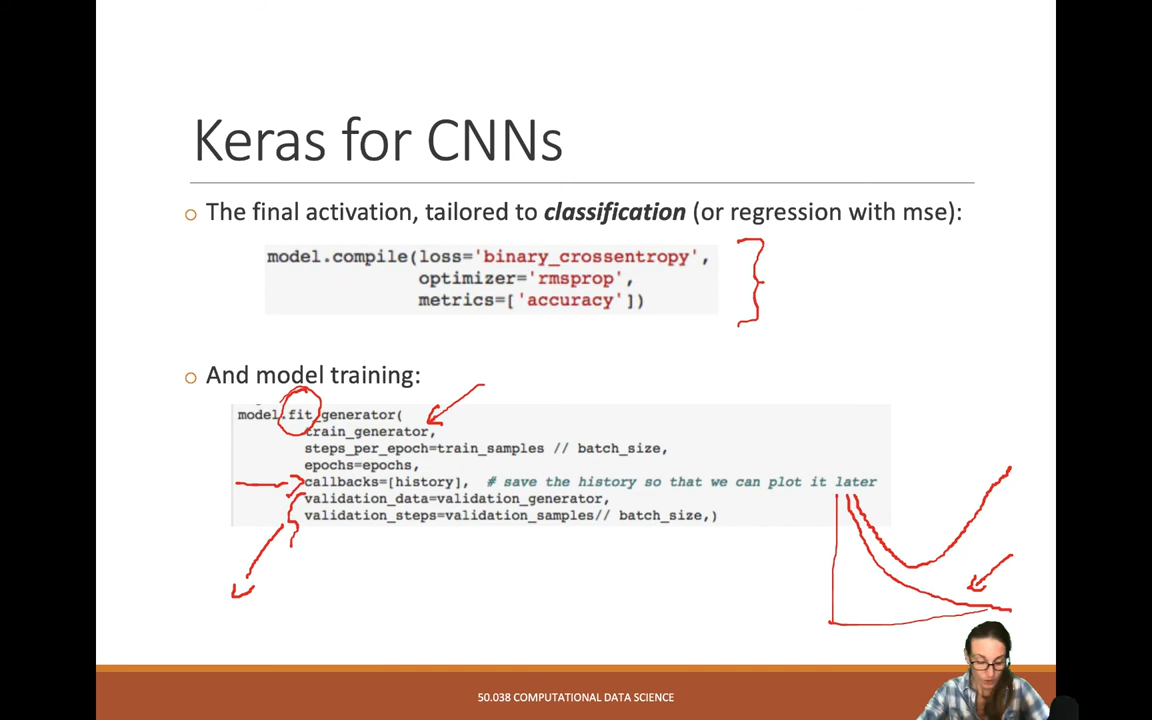 Keras for CNNs
The final activation, tailored to classification (or regression with mse):
model.compile(loss='binary_crossentropy',
optimizer='rmsprop',
metrics=['accuracy'])
And model training:
model.fit_generator(
train_generator,
steps_per_epoch=train_samples // batch_size,
epochs=epochs,
callbacks=[history], # save the history so that we can plot it later
validation_data=validation_generator,
validation_steps=validation_samples// batch_size,)
50.038 COMPUTATIONAL DATA SCIENCE